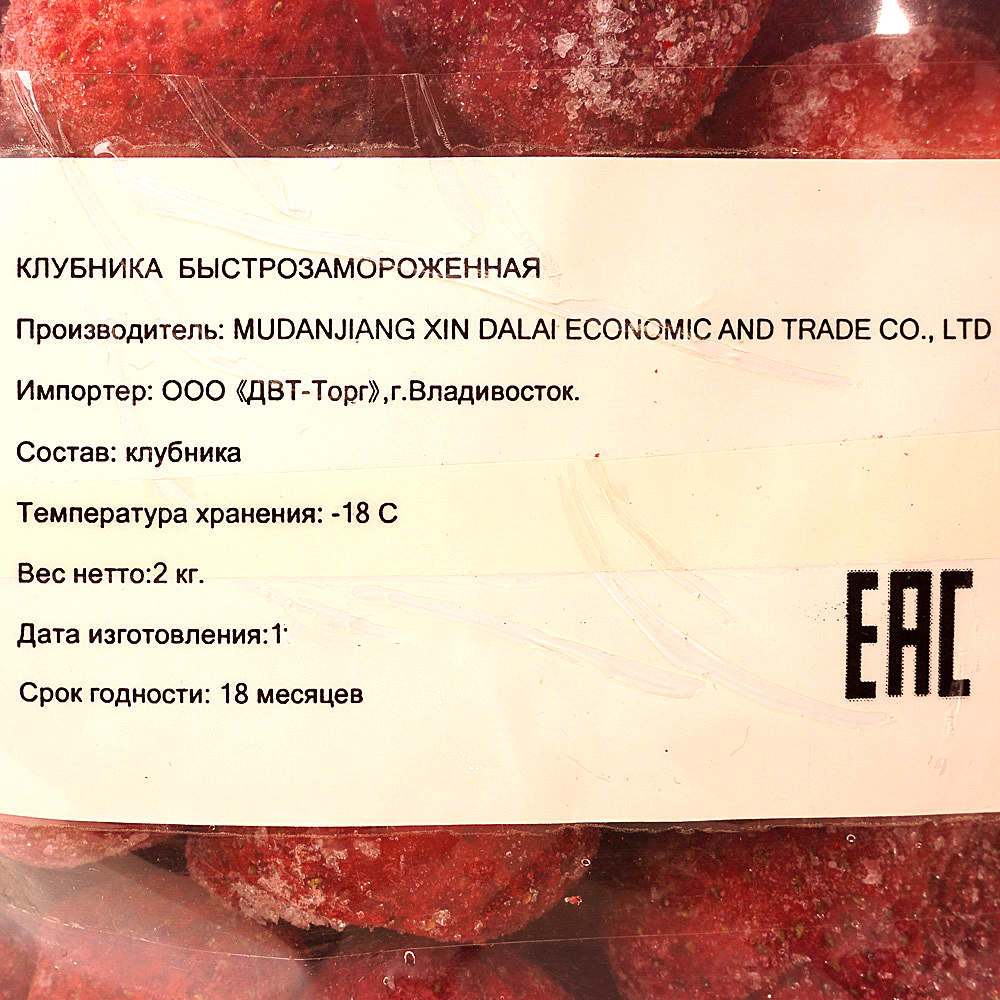 КЛУБНИКА БЫСТРОЗАМОРОЖЕННАЯ
Производитель: MUDANJIANG XIN DALAI ECONOMIC AND TRADE CO., LTD
Импортер: ООО 《ДВТ-Торг》,г.Владивосток.
Состав: клубника
Температура хранения: -18 С
Вес нетто:2 кг.
Дата изготовления:1
Срок годности: 18 месяцев
ЕАС